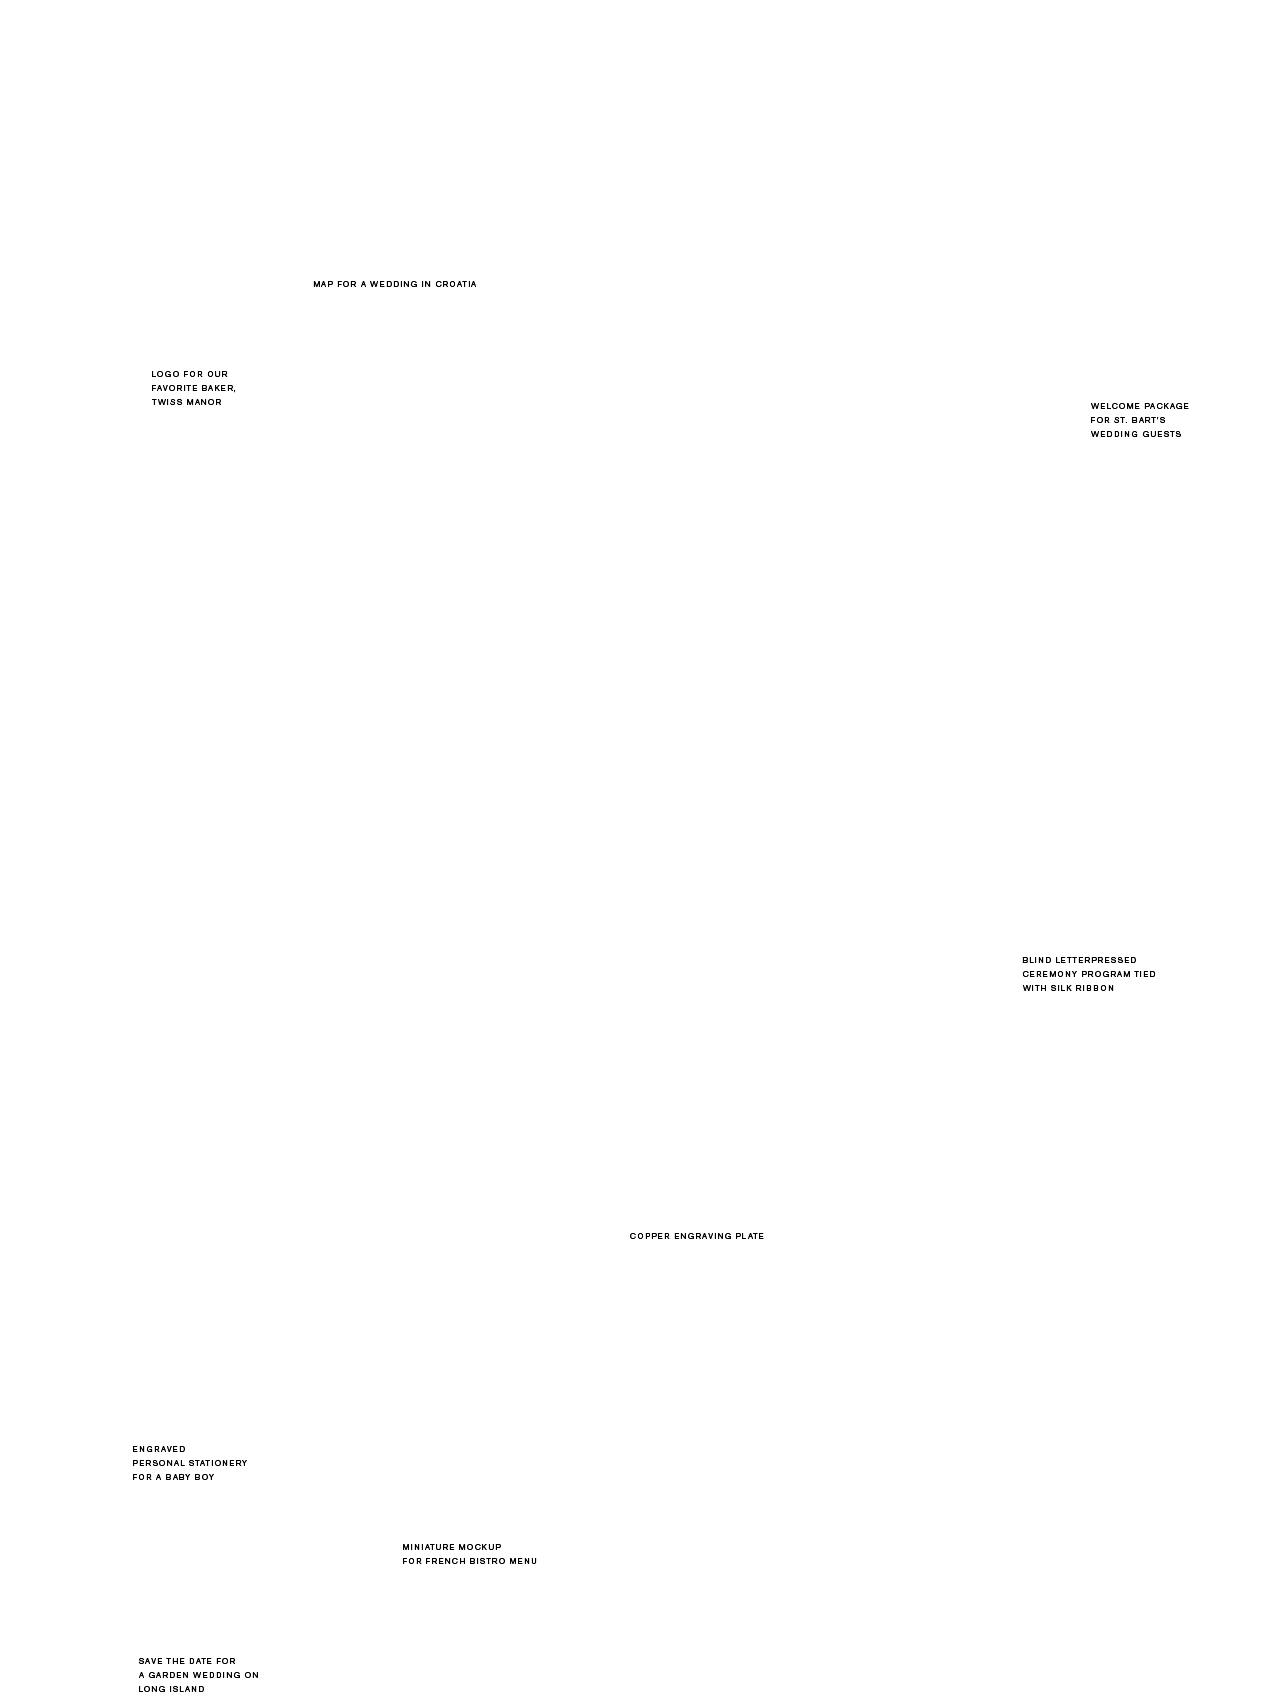 MAP FOR A WEDDING IN CROATIA
LOGO FOR OUR
FAVORITE BAKER,
TWISS MANOR
WELCOME PACKAGE
FOR ST. BART'S
WEDDING GUESTS
BLIND LETTERPRESSED
CEREMONY PROGRAM TIED
WITH SILK RIBBON
COPPER ENGRAVING PLATE
ENGRAVED
PERSONAL STATIONERY
FOR A BABY BOY
MINIATURE MOCKUP
FOR FRENCH BISTRO MENU
SAVE THE DATE FOR
A GARDEN WEDDING ON
LONG ISLAND